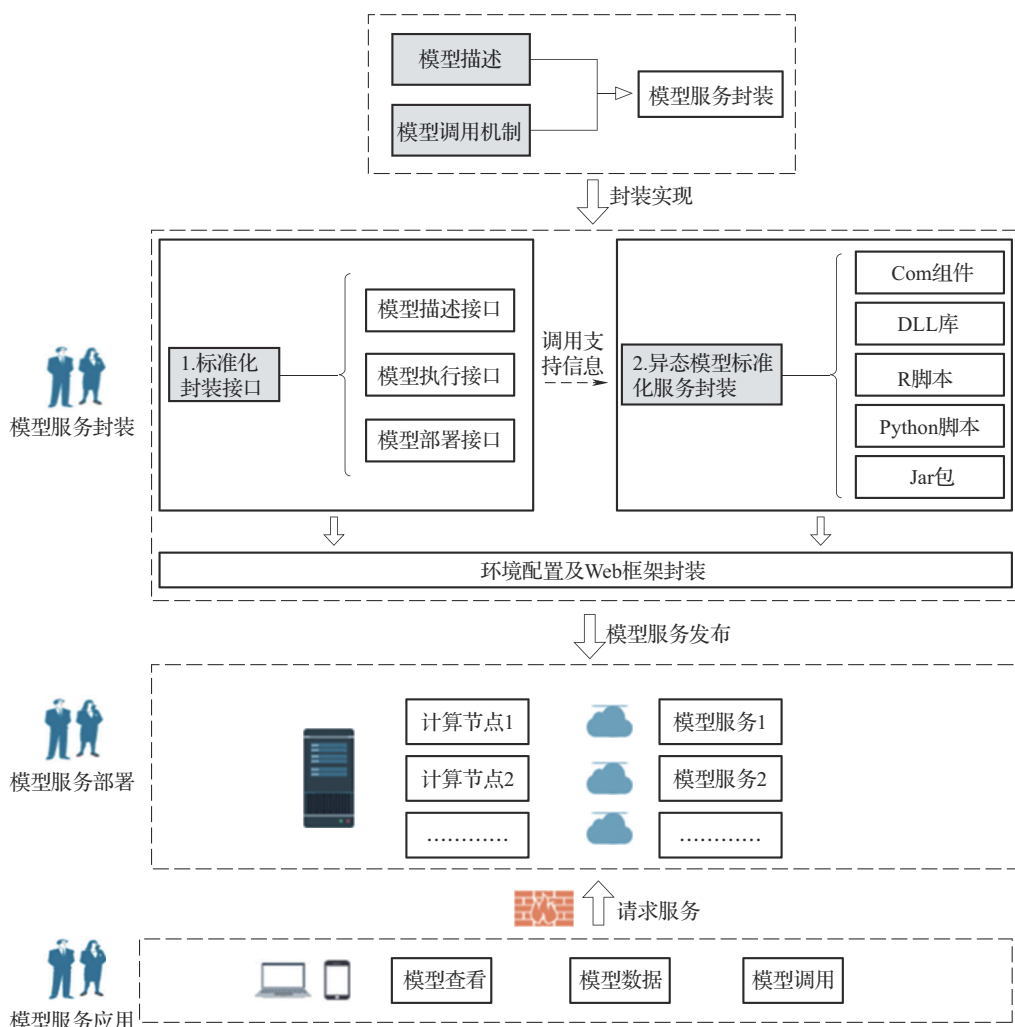 模型描述
模型调用机制
模型服务封装
封装实现
1.标准化
封装接口
模型描述接口
模型执行接口
模型部署接口
调用支
持信息
2.异态模型标准
化服务封装
Com组件
DLL库
R脚本
Python脚本
Jar包
模型服务封装
环境配置及Web框架封装
模型服务发布
计算节点1
计算节点2
…………
模型服务1
模型服务2
…………
模型服务部署
请求服务
模型查看
模型数据
模型调用
模型服务应用